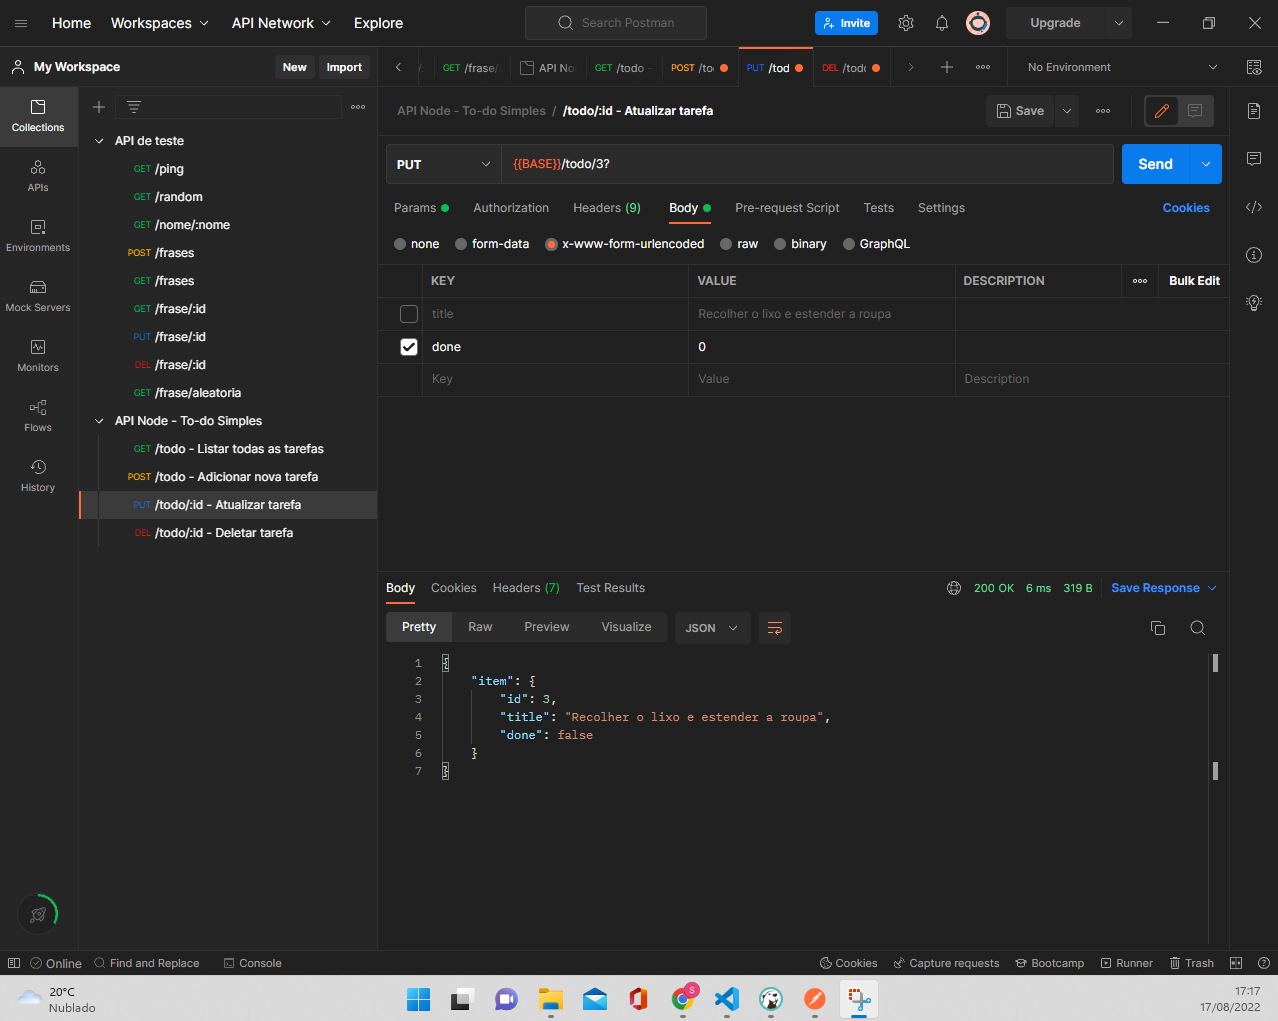 Home Workspaces API Network Explore Search Postman Invite Upgrade
My Workspace New Import GET /frase/ API No GET /todo - POST /to PUT /tod DEL /todo No Environment
Collections
APIs
Environments
Mock Servers
Monitors
Flows
History
API de teste
GET /ping
GET /random
GET /nome/:nome
POST /frases
GET /frases
GET /frase/:id
PUT /frase/:id
DEL /frase/:id
GET /frase/aleatoria
API Node - To-do Simples
GET /todo - Listar todas as tarefas
POST /todo - Adicionar nova tarefa
PUT /todo/:id - Atualizar tarefa
DEL /todo/:id - Deletar tarefa
API Node - To-do Simples / /todo/:id - Atualizar tarefa Save
PUT {{BASE}}/todo/3? Send
Params Authorization Headers (9) Body Pre-request Script Tests Settings Cookies
none form-data x-www-form-urlencoded raw binary GraphQL
KEY VALUE DESCRIPTION Bulk Edit
title Recolher o lixo e estender a roupa
done 0
Key Value Description
Body Cookies Headers (7) Test Results 200 OK 6 ms 319 B Save Response
Pretty Raw Preview Visualize JSON
1 {
2 "item": {
3 "id": 3,
4 "title": "Recolher o lixo e estender a roupa",
5 "done": false
6 }
7 }
Online Find and Replace Console Cookies Capture requests Bootcamp Runner Trash
20°C
Nublado
S
17:17
17/08/2022